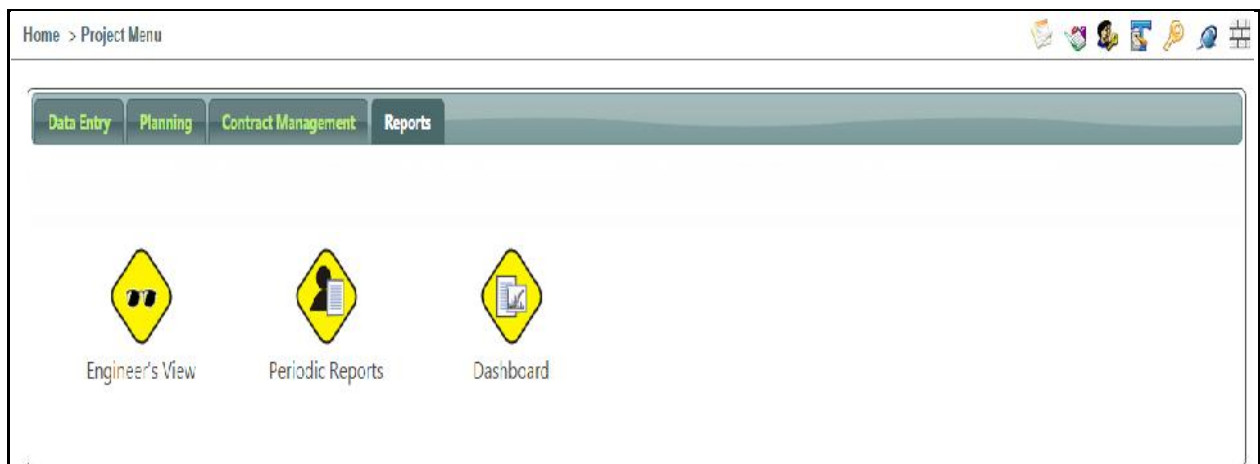 Home > Project Menu
Data Entry Planning Contract Management Reports
Engineer's View Periodic Reports Dashboard